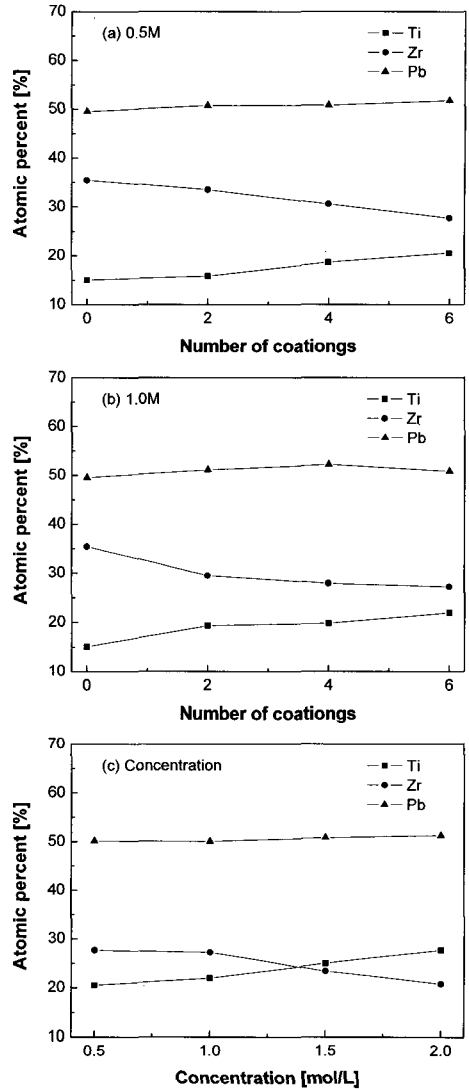 70
(a) 0.5M
Ti
60
Zr
Pb
50
40
30
20
10
0
2
4
6
Atomic percent [%]
Number of coationgs
70
(b) 1.0M
Ti
60
Zr
Pb
50
40
30
20
10
0
2
4
6
Atomic percent [%]
Number of coationgs
70
(c) Concentration
Ti
60
Zr
Pb
50
40
30
20
10
0.5
1.0
1.5
2.0
Atomic percent [%]
Concentration [mol/L]